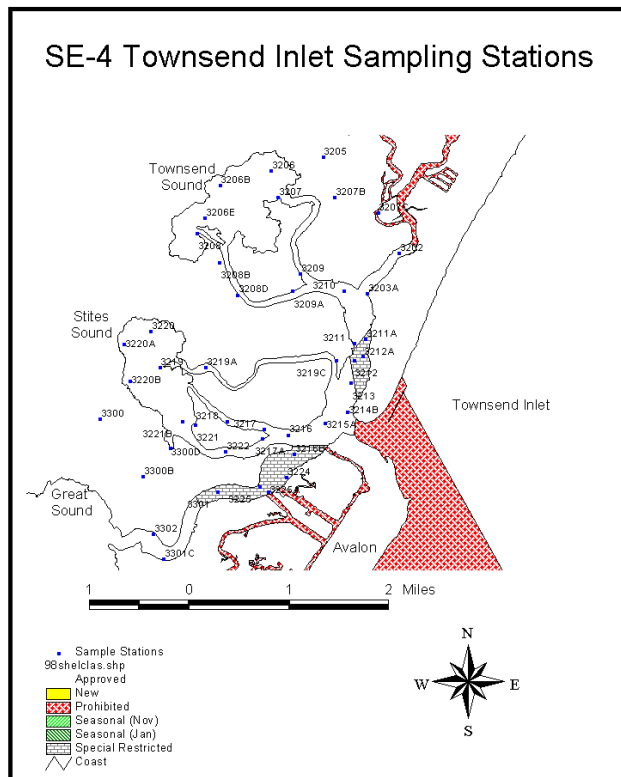 SE-4 Townsend Inlet Sampling Stations
3205
Townsend
Sound
3206
3206B
3207
3207B
3206E
3207
3208
3202
3208B
3209
3208D
3210
3203A
3209A
Stites
Sound
3220
3211
3211A
3220A
3212A
3219
3219A
3219C
3220B
3212
3213
Townsend Inlet
3300
3214B
3218
3217
3215A
3221B
3221
3216
3300D
3222
3217A
3216B
3300B
3224
Great
Sound
3301
3225
3302
Avalon
3301C
1
0
1
2
Miles
Sample Stations
98shelclas.shp
Approved
New
Prohibited
Seasonal (Nov)
Seasonal (Jan)
Special Restricted
Coast
N
W
E
S